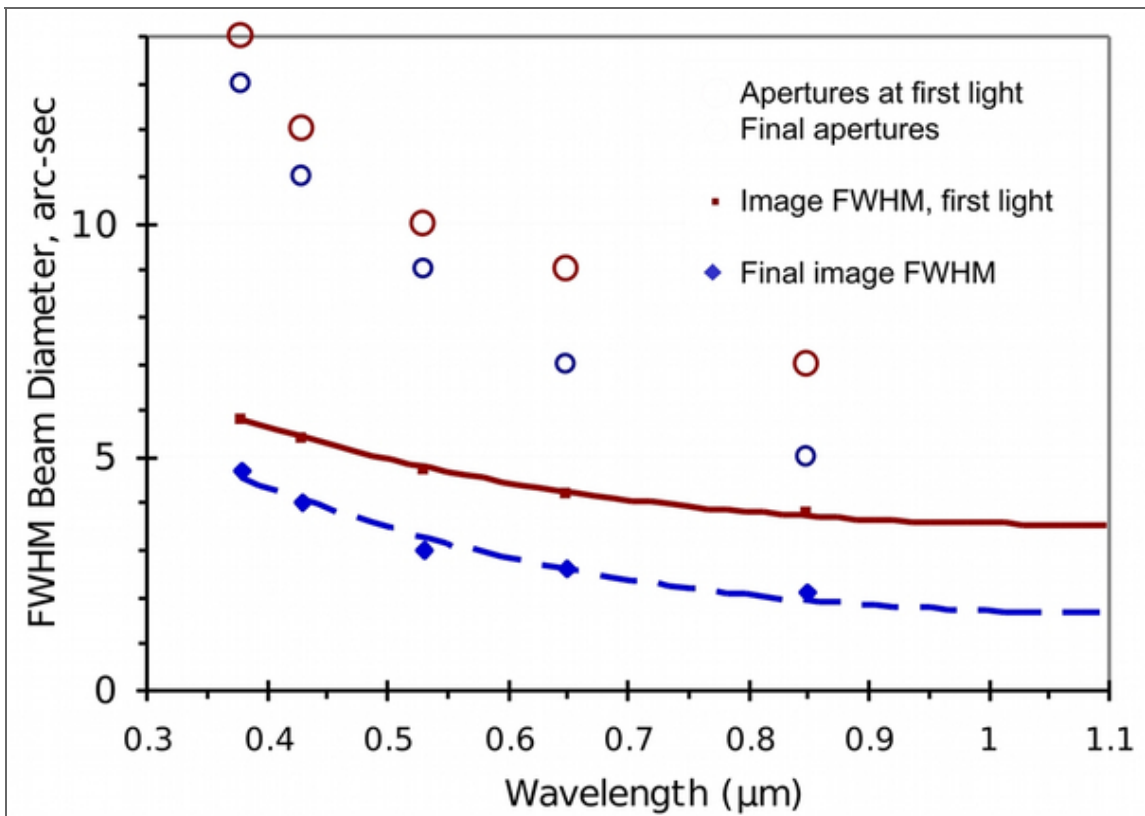 FWHM Beam Diameter, arc-sec
10
5
0
0.3 0.4 0.5 0.6 0.7 0.8 0.9 1 1.1
Wavelength (μm)
Apertures at first light
Final apertures
Image FWHM, first light
Final image FWHM